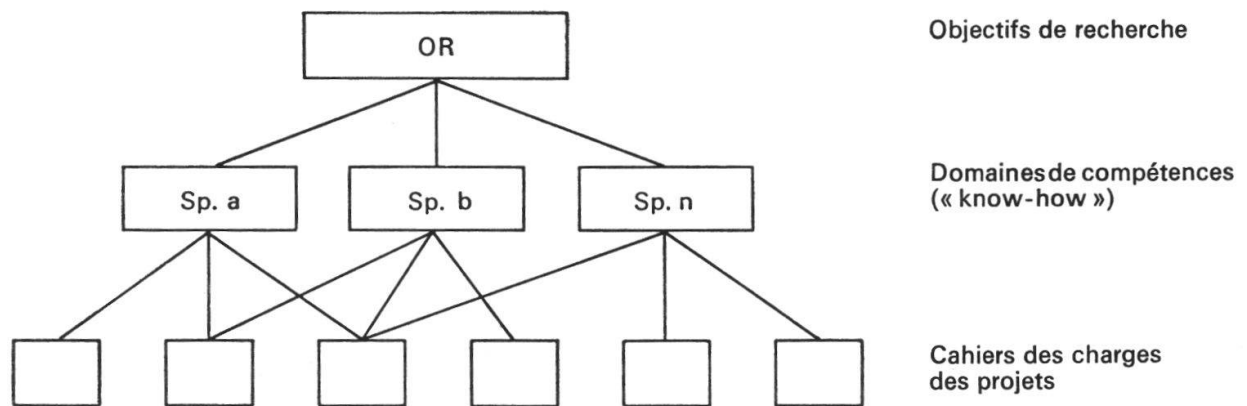 OR
Objectifs de recherche
Sp. a
Sp. b
Sp. n
Domaines de compétences
(« know-how »)
Cahiers des charges
des projets